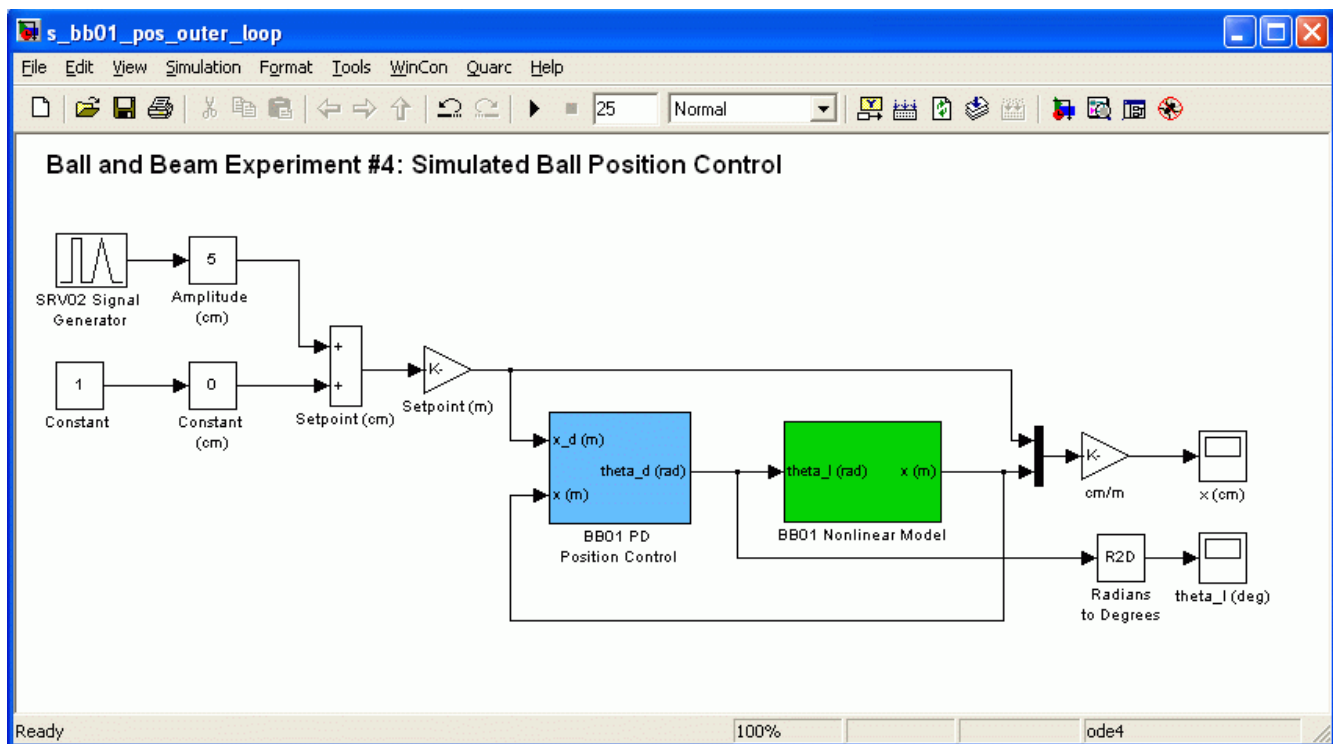 s_bb01_pos_outer_loop
File Edit View Simulation Format Tools WinCon Quarc Help
25 Normal
Ball and Beam Experiment #4: Simulated Ball Position Control
SRV02 Signal
Generator
5
Amplitude
(cm)
1
Constant
0
Constant
(cm)
+
+
Setpoint (cm)
K-
Setpoint (m)
x_d (m)
theta_d (rad)
x (m)
BB01 PD
Position Control
theta_l (rad) x (m)
BB01 Nonlinear Model
K-
cm/m
x (cm)
R2D
Radians
to Degrees
theta_l (deg)
Ready 100% ode4